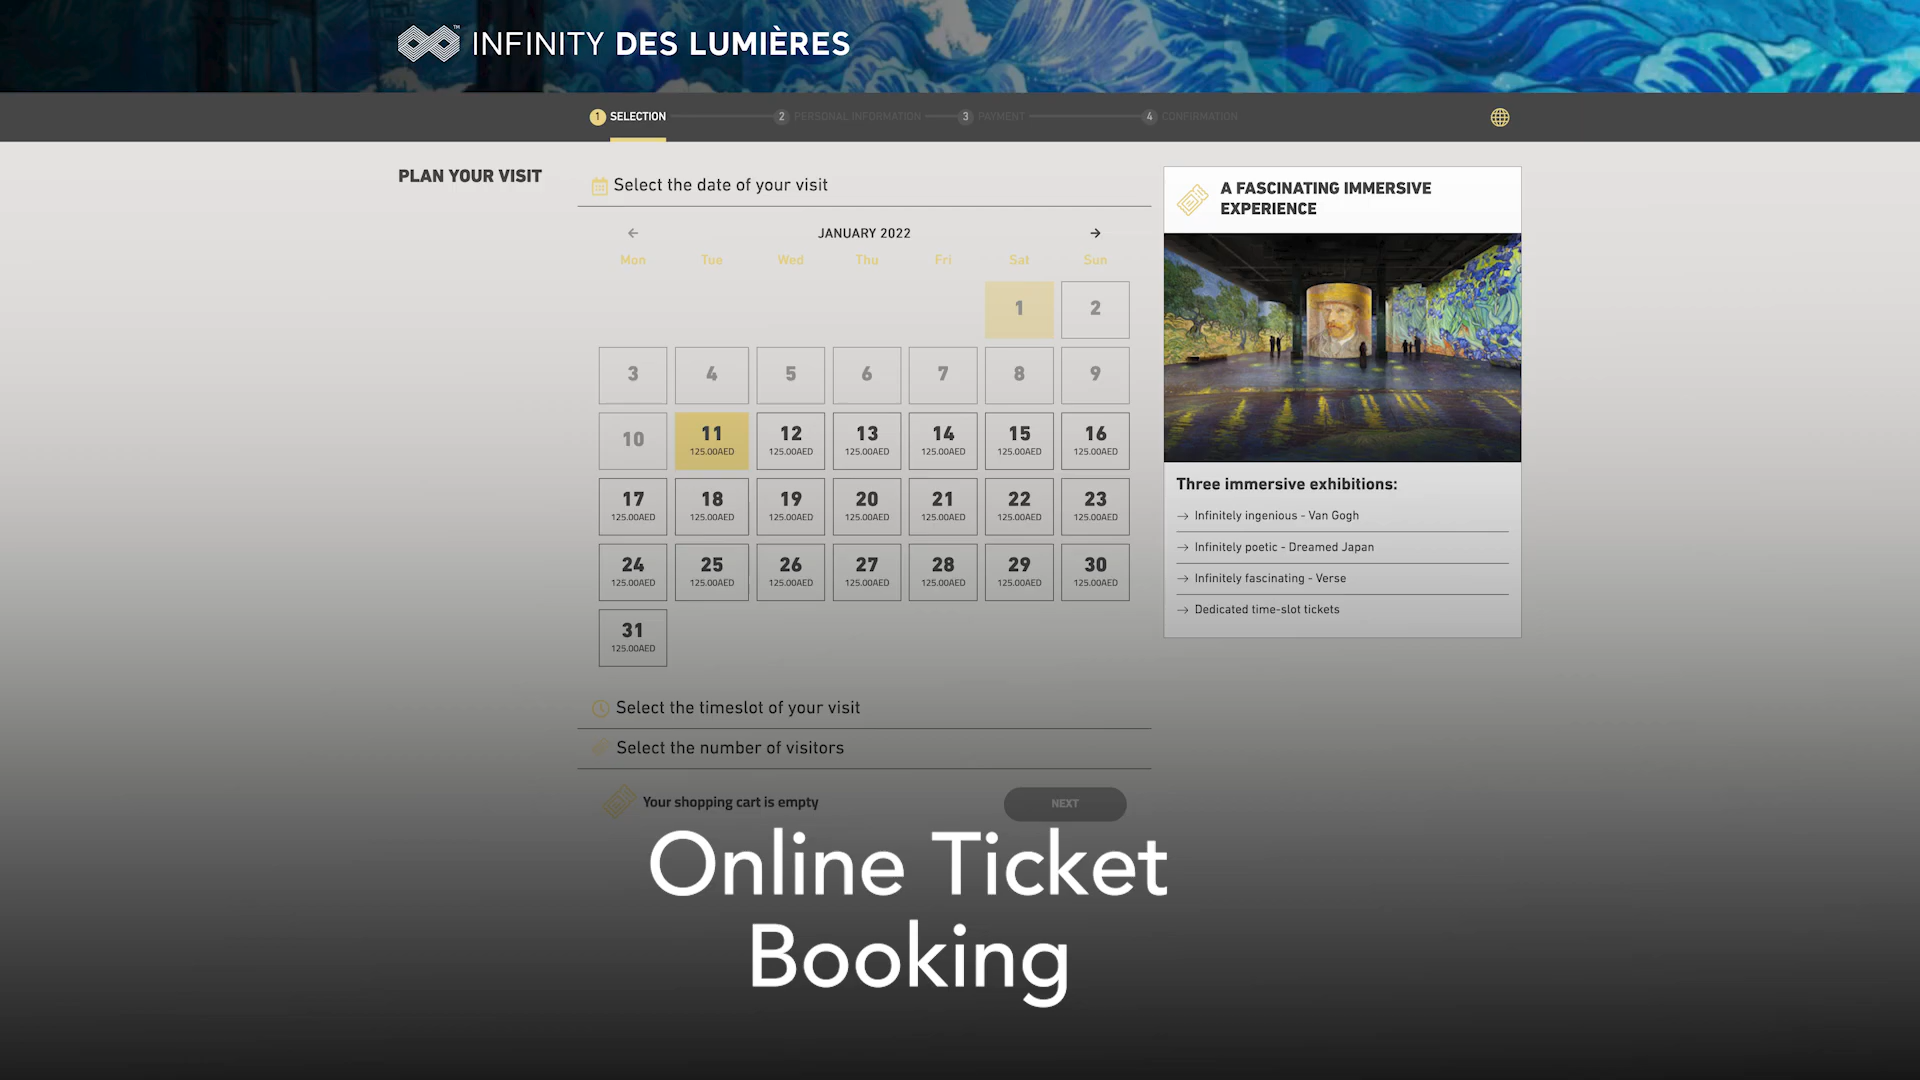 INFINITY DES LUMIÈRES™
1 SELECTION 2 PERSONAL INFORMATION 3 PAYMENT 4 CONFIRMATION
PLAN YOUR VISIT
Select the date of your visit
JANUARY 2022
Mon Tue Wed Thu Fri Sat Sun
1 2
3 4 5 6 7 8 9
10 11 12 13 14 15 16
125.00AED 125.00AED 125.00AED 125.00AED 125.00AED 125.00AED
17 18 19 20 21 22 23
125.00AED 125.00AED 125.00AED 125.00AED 125.00AED 125.00AED 125.00AED
24 25 26 27 28 29 30
125.00AED 125.00AED 125.00AED 125.00AED 125.00AED 125.00AED 125.00AED
31
125.00AED
Select the timeslot of your visit
Select the number of visitors
Your shopping cart is empty
NEXT
A FASCINATING IMMERSIVE
EXPERIENCE
Three immersive exhibitions:
Infinitely ingenious - Van Gogh
Infinitely poetic - Dreamed Japan
Infinitely fascinating - Verse
Dedicated time-slot tickets
Online Ticket
Booking